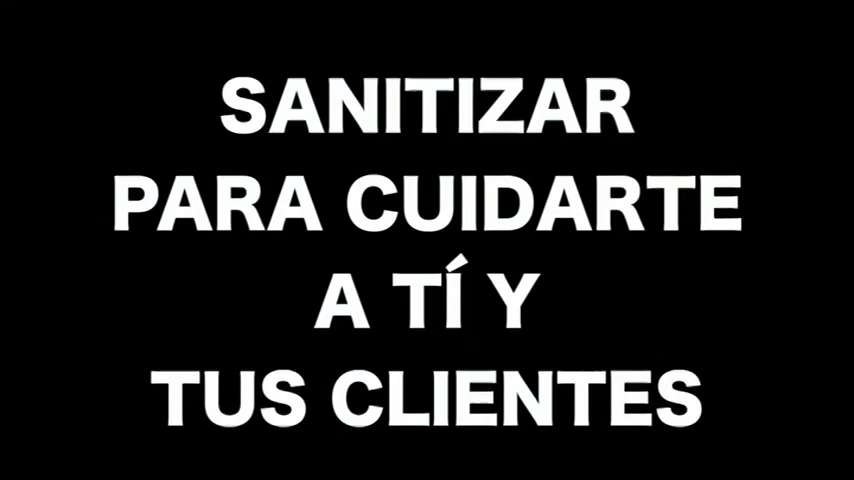 SANITIZAR
PARA CUIDARTE
A TÍ Y
TUS CLIENTES